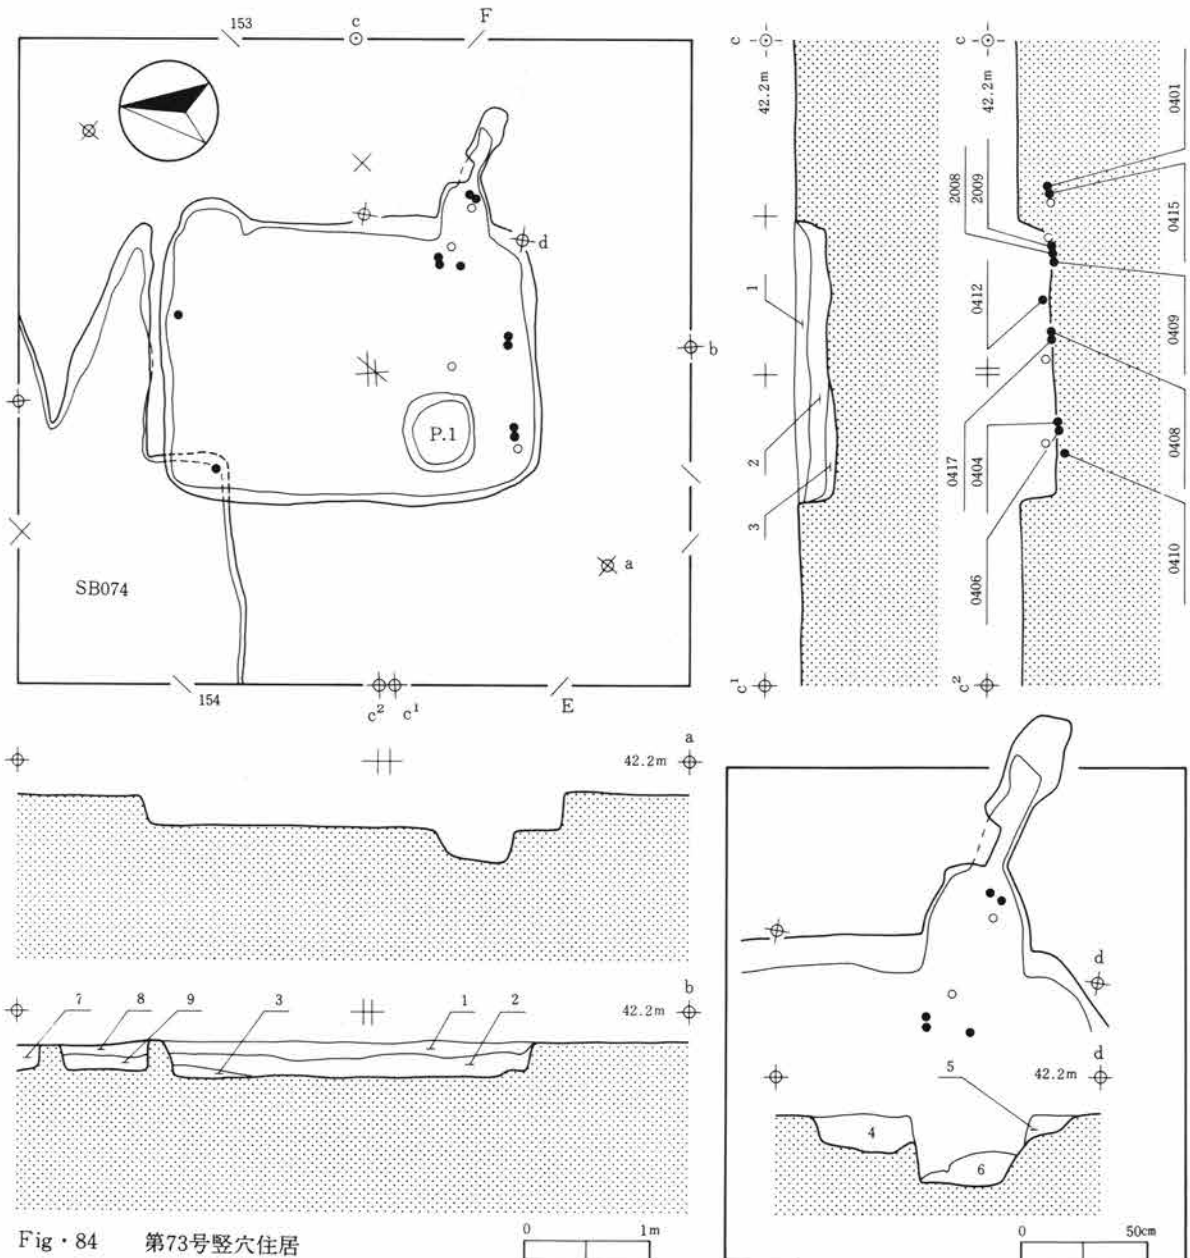 153
c
F
d
b
P.1
SB074
a
154
c²
c¹
E
c
42.2m
1
2
3
c¹
c
42.2m
2008
2009
0412
0417
0404
0406
0401
0415
0409
0408
0410
c²
a
42.2m
7
8
9
3
1
2
b
42.2m
d
d
5
42.2m
4
6
0
1m
0
50cm
Fig・84 第73号竪穴住居